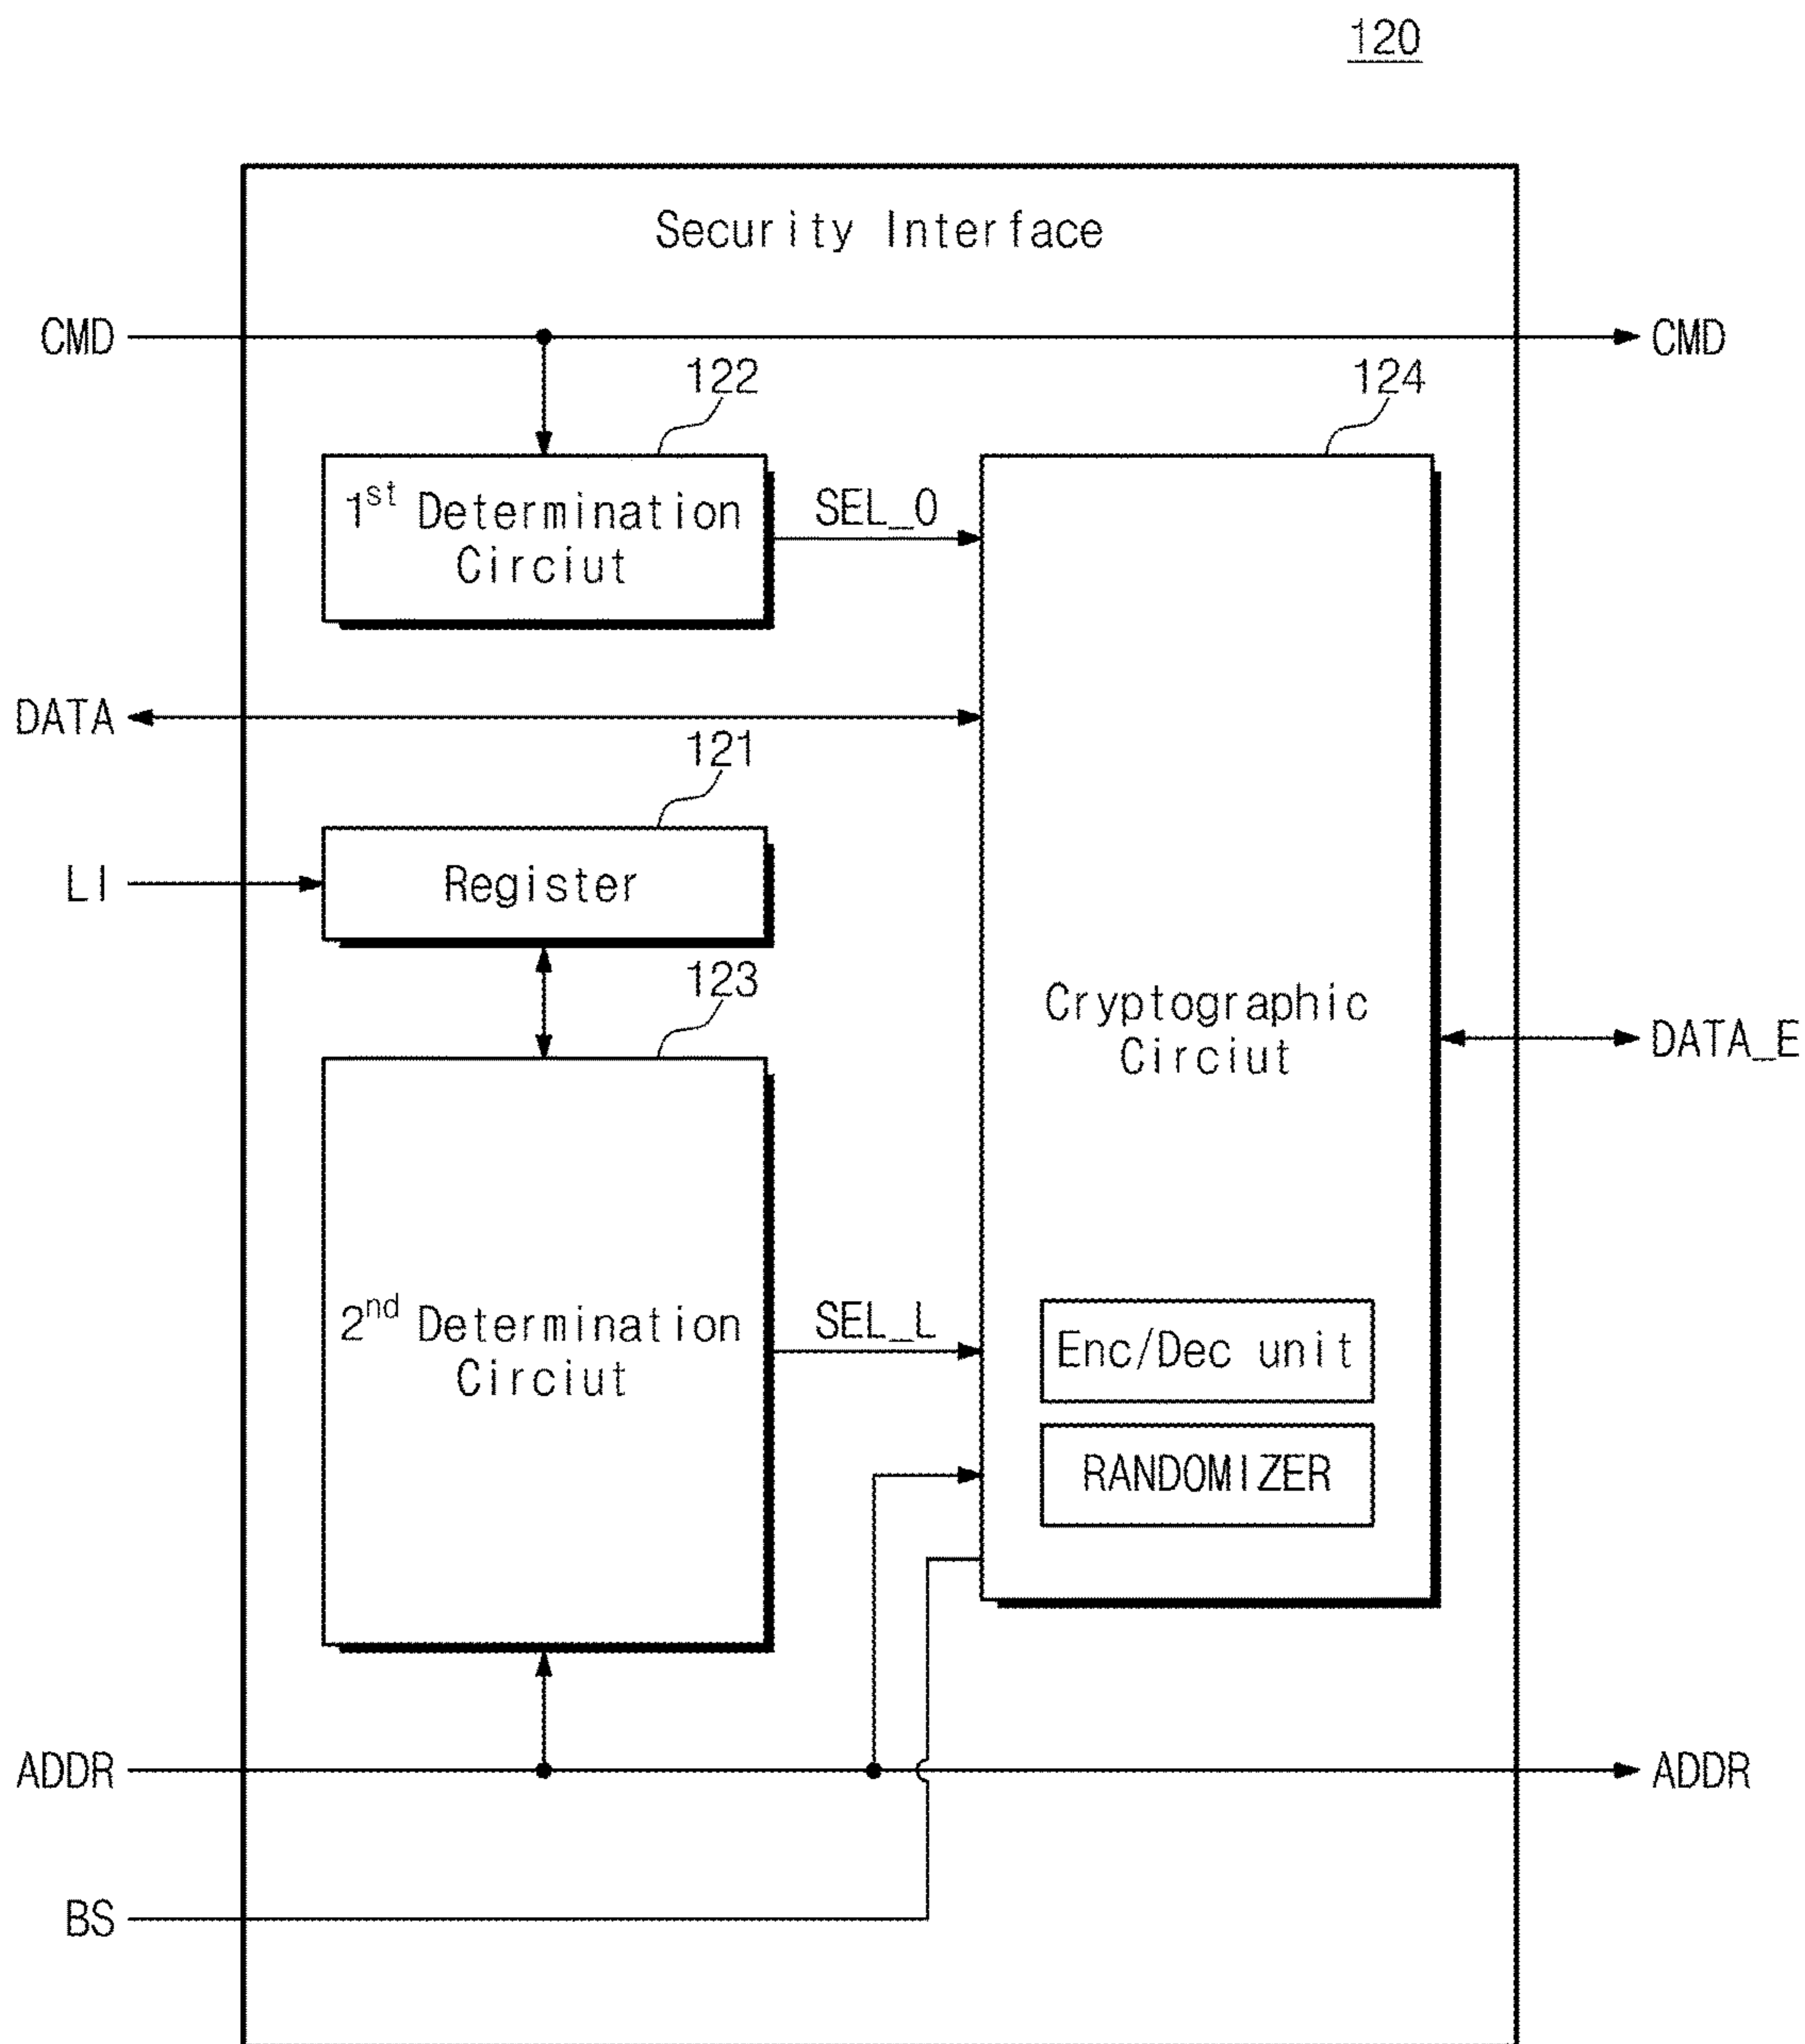 120
Security Interface
CMD
CMD
122
124
1st Determination
Circiut
SEL_O
DATA
121
LI
Register
123
Cryptographic
Circiut
DATA_E
2nd Determination
Circiut
SEL_L
Enc/Dec unit
RANDOMIZER
ADDR
ADDR
BS